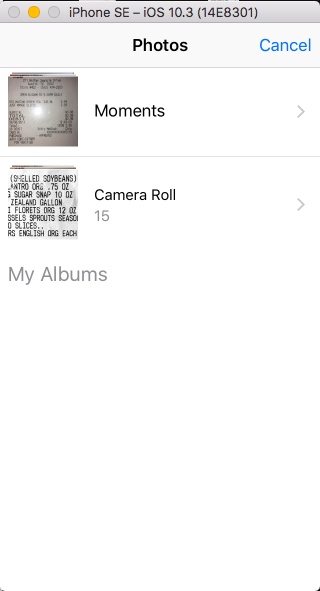 iPhone SE – iOS 10.3 (14E8301)
Photos
Cancel
Moments
(SHELLED SOYBEANS)
ANTRO ORG .75 OZ
G SUGAR SNAP 10 OZ
ZEALAND GALLON
I FLORETS ORG 12 OZ
SSELS SPROUTS SEASO
O SLICES..
RS ENGLISH ORG EACH
Camera Roll
15
My Albums